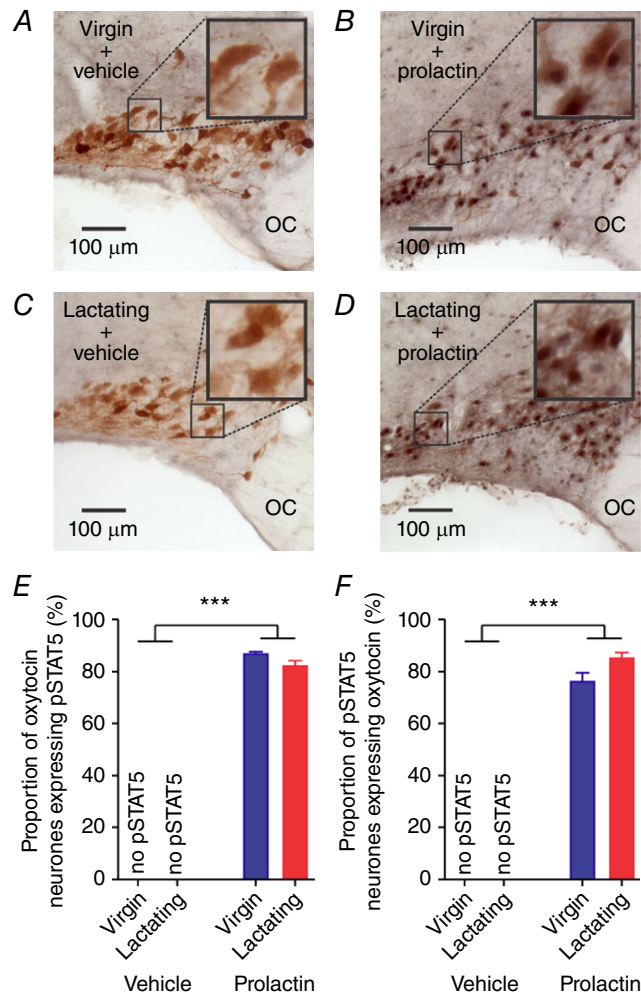 A
Virgin
+
vehicle
OC
100 μm
B
Virgin
+
prolactin
OC
100 μm
C
Lactating
+
vehicle
OC
100 μm
D
Lactating
+
prolactin
OC
100 μm
E
Proportion of oxytocin
neurones expressing pSTAT5 (%)
100
80
60
40
20
0
***
no pSTAT5
no pSTAT5
Virgin
Lactating
Virgin
Lactating
Vehicle
Prolactin
F
Proportion of pSTAT5
neurones expressing oxytocin (%)
100
80
60
40
20
0
***
no pSTAT5
no pSTAT5
Virgin
Lactating
Virgin
Lactating
Vehicle
Prolactin